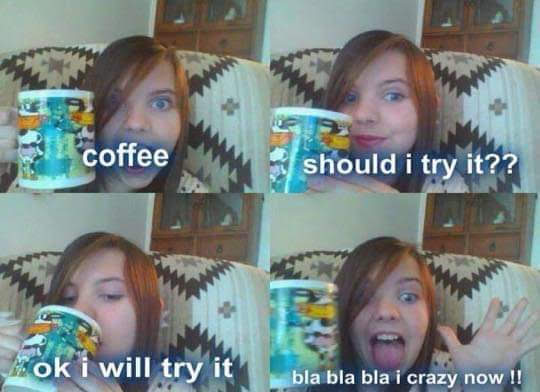 coffee
should i try it??
ok i will try it
bla bla bla i crazy now !!